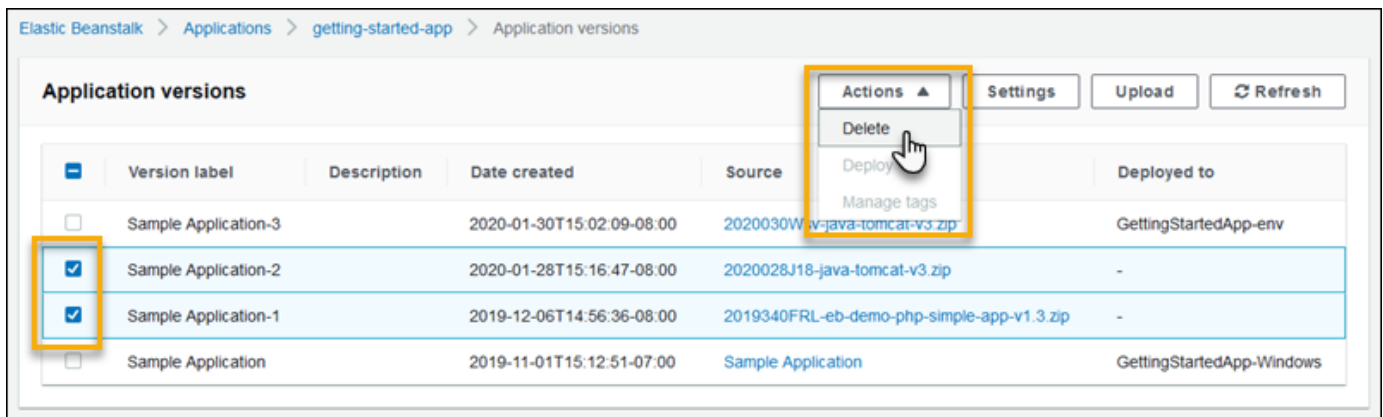 Elastic Beanstalk > Applications > getting-started-app > Application versions
Application versions
Actions ▲ Settings Upload Refresh
Delete
Deploy
Manage tags
Version label Description Date created Source Deployed to
Sample Application-3 2020-01-30T15:02:09-08:00 -java-tomcat-v3.zip GettingStartedApp-env
Sample Application-2 2020-01-28T15:16:47-08:00 2020028J18-java-tomcat-v3.zip -
Sample Application-1 2019-12-06T14:56:36-08:00 2019340FRL-eb-demo-php-simple-app-v1.3.zip -
Sample Application 2019-11-01T15:12:51-07:00 Sample Application GettingStartedApp-Windows